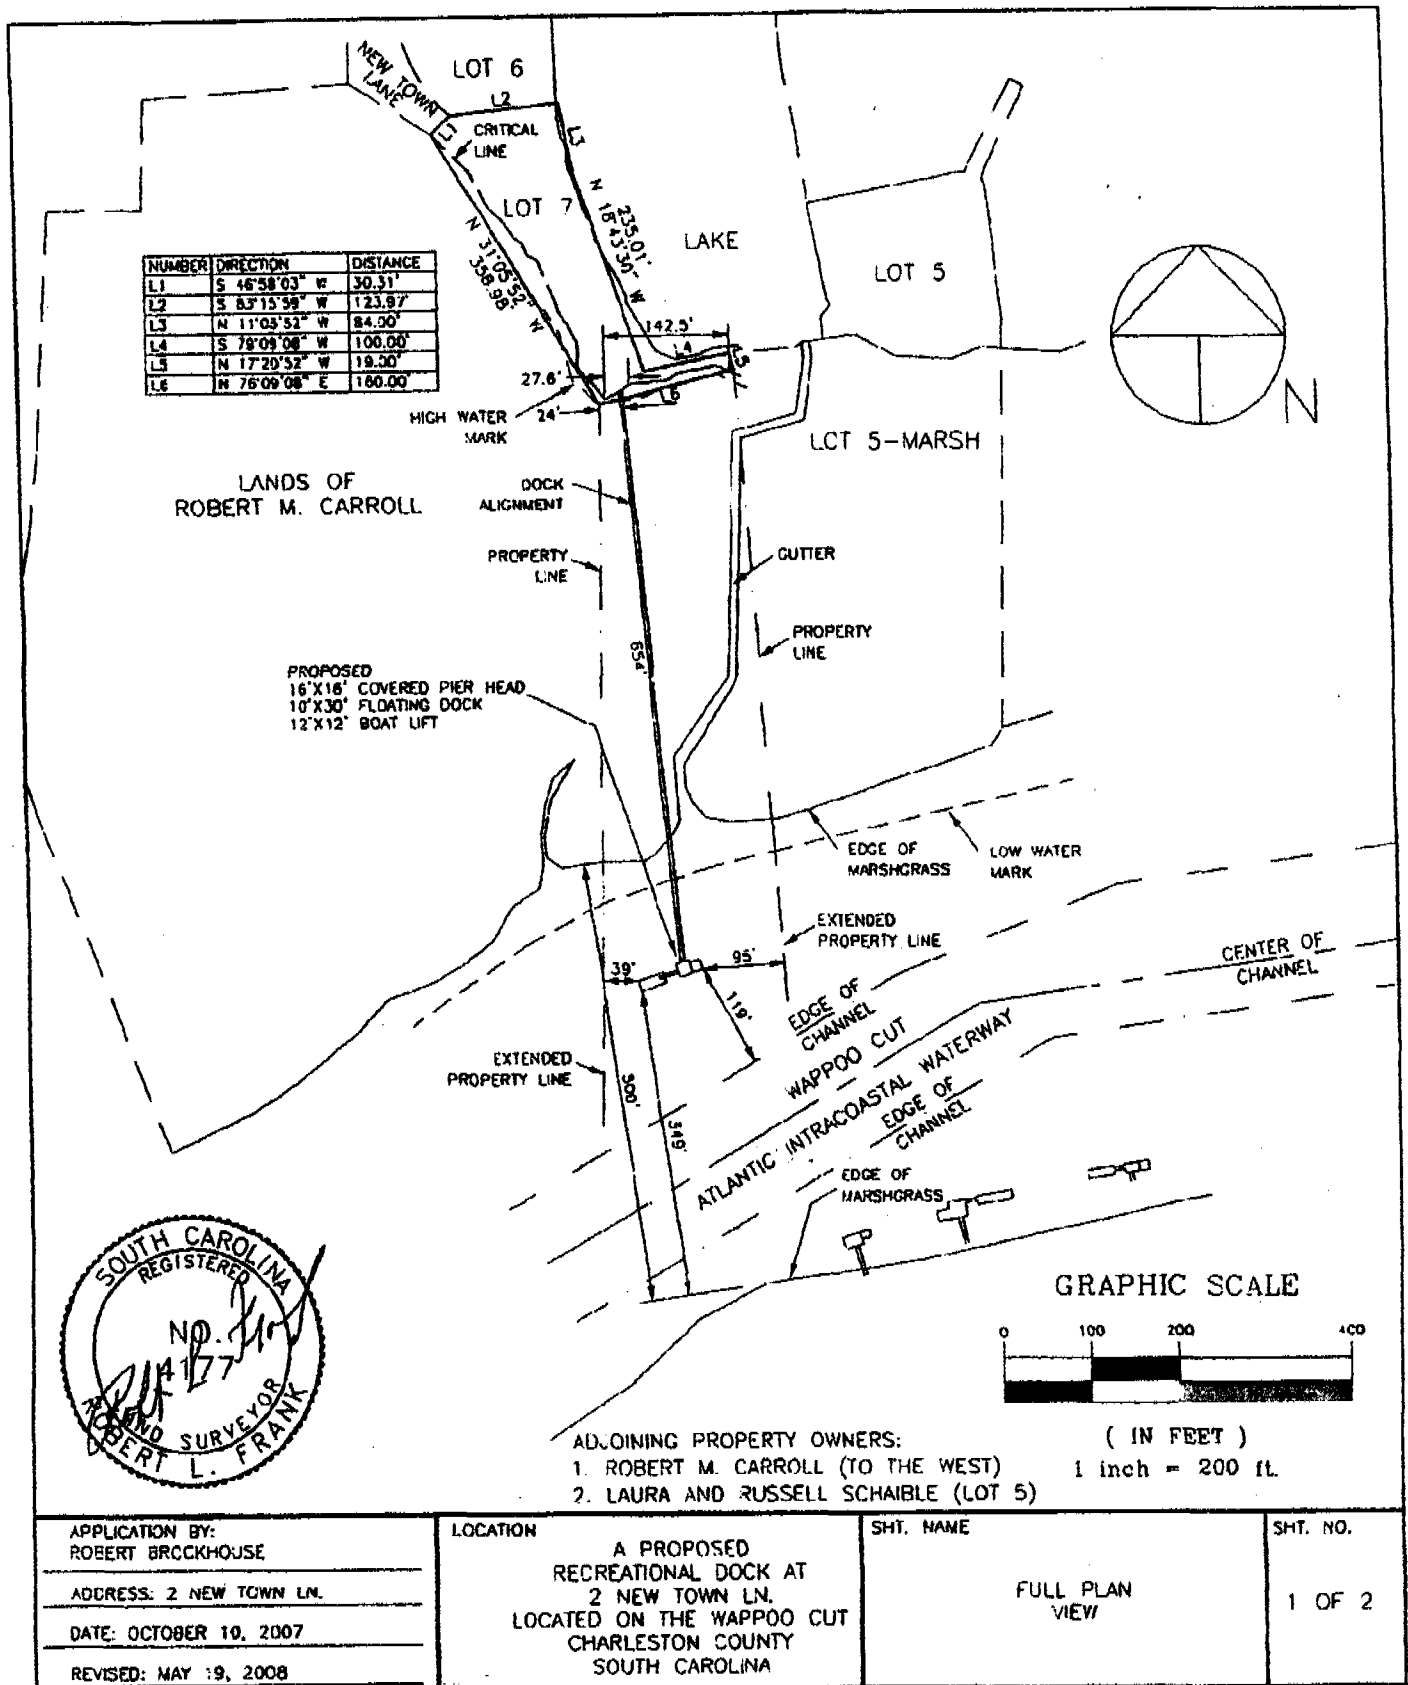 NEW TOWN
LANE
LOT 6
L2
L1
CRITICAL
LINE
L3
LOT 7
N 18°43'30" W
235.01'
N 31°05'52" W
358.98'
LAKE
LOT 5
NUMBER DIRECTION DISTANCE
L1 S 46°58'03" W 30.31'
L2 S 83°15'59" W 123.87'
L3 N 11°05'52" W 84.00'
L4 S 79°09'08" W 100.00'
L5 N 17°20'52" W 19.00'
L6 N 76°09'08" E 160.00'
142.5'
L4
L5
27.6'
L6
24'
HIGH WATER
MARK
N
LOT 5-MARSH
LANDS OF
ROBERT M. CARROLL
DOCK
ALIGNMENT
PROPERTY
LINE
GUTTER
PROPERTY
LINE
654'
PROPOSED
16'X16' COVERED PIER HEAD
10'X30' FLOATING DOCK
12'X12' BOAT LIFT
EDGE OF
MARSHGRASS
LOW WATER
MARK
EXTENDED
PROPERTY LINE
39'
95'
119'
CENTER OF
CHANNEL
EDGE OF
CHANNEL
WAPPOO CUT
ATLANTIC INTRACOASTAL WATERWAY
EDGE OF
CHANNEL
EXTENDED
PROPERTY LINE
300'
349'
EDGE OF
MARSHGRASS
SOUTH CAROLINA
REGISTERED
NO.
4177
LAND SURVEYOR
ROBERT L. FRANK
GRAPHIC SCALE
0 100 200 400
( IN FEET )
1 inch = 200 ft.
ADJOINING PROPERTY OWNERS:
1. ROBERT M. CARROLL (TO THE WEST)
2. LAURA AND RUSSELL SCHAIBLE (LOT 5)
APPLICATION BY:
ROBERT BROCKHOUSE
ADDRESS: 2 NEW TOWN LN.
DATE: OCTOBER 10, 2007
REVISED: MAY 19, 2008
LOCATION
A PROPOSED
RECREATIONAL DOCK AT
2 NEW TOWN LN.
LOCATED ON THE WAPPOO CUT
CHARLESTON COUNTY
SOUTH CAROLINA
SHT. NAME
FULL PLAN
VIEW
SHT. NO.
1 OF 2